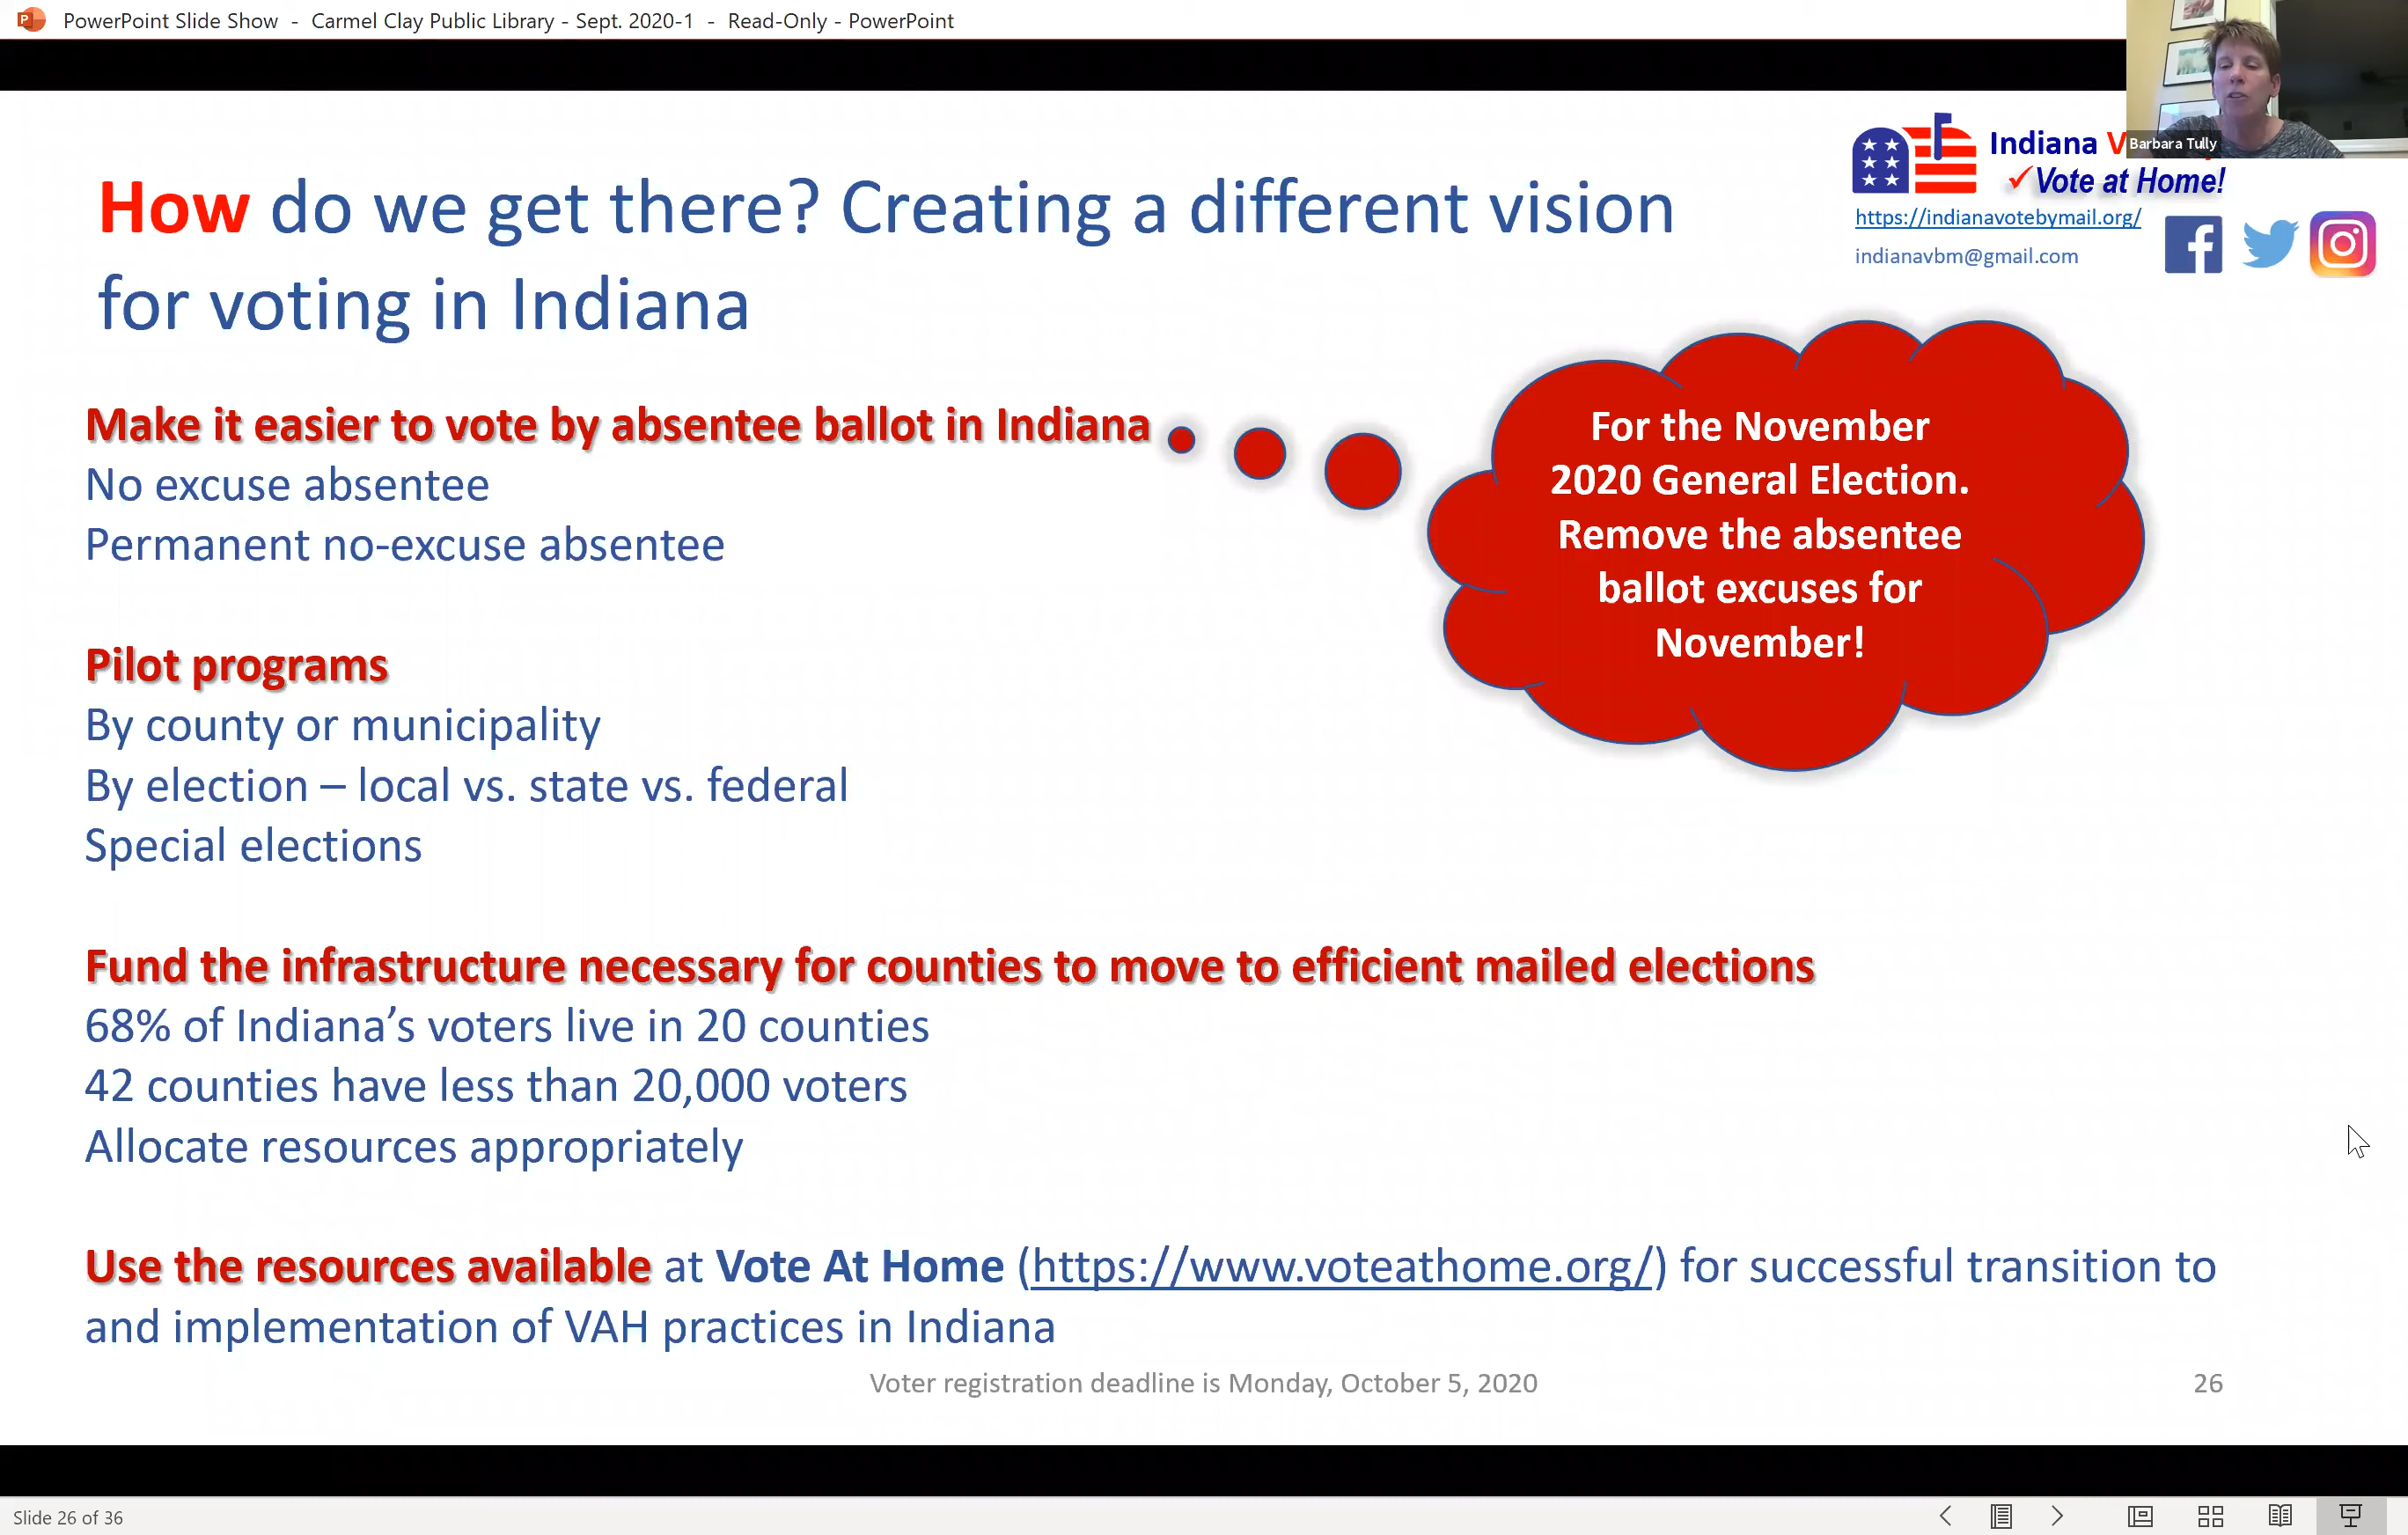 PowerPoint Slide Show - Carmel Clay Public Library - Sept. 2020-1 - Read-Only - PowerPoint
Barbara Tully
Indiana V
Vote at Home!
https://indianavotebymail.org/
indianavbm@gmail.com
How do we get there? Creating a different vision
for voting in Indiana
Make it easier to vote by absentee ballot in Indiana
No excuse absentee
Permanent no-excuse absentee
For the November
2020 General Election.
Remove the absentee
ballot excuses for
November!
Pilot programs
By county or municipality
By election – local vs. state vs. federal
Special elections
Fund the infrastructure necessary for counties to move to efficient mailed elections
68% of Indiana’s voters live in 20 counties
42 counties have less than 20,000 voters
Allocate resources appropriately
Use the resources available at Vote At Home (https://www.voteathome.org/) for successful transition to
and implementation of VAH practices in Indiana
Voter registration deadline is Monday, October 5, 2020
26
Slide 26 of 36